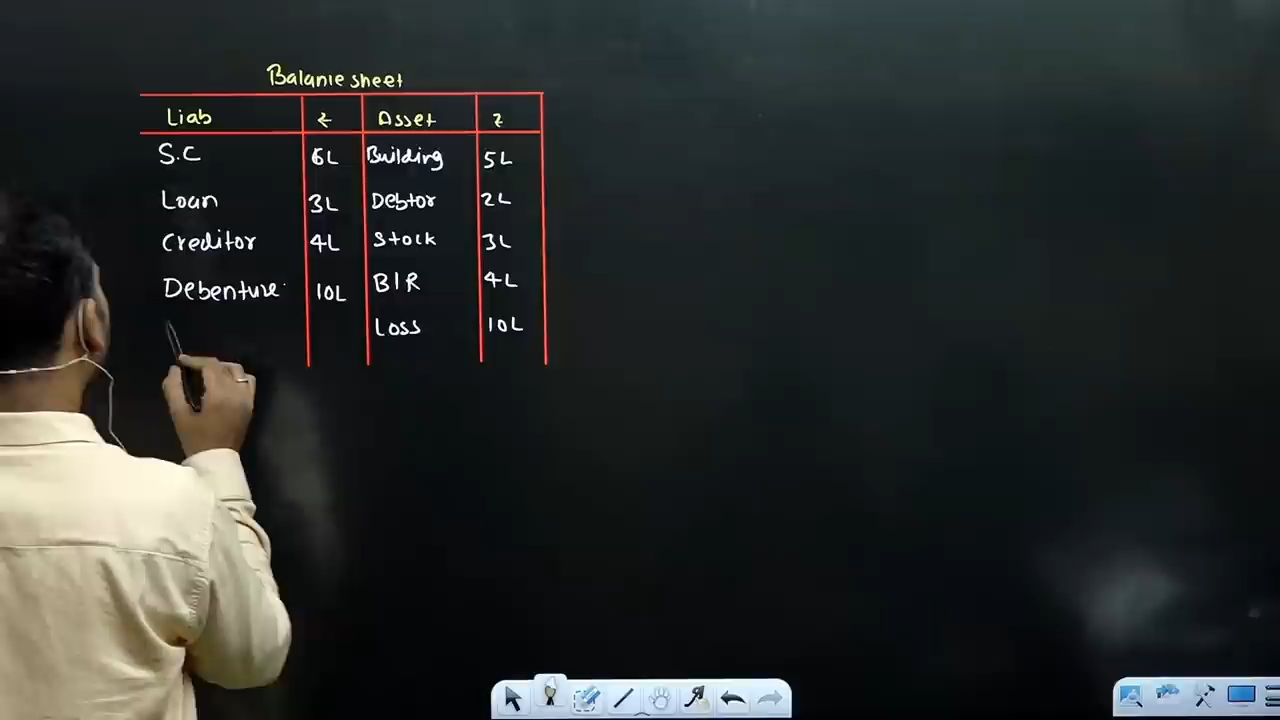 Balance sheet
Liab ₹ Asset ₹
S.C 6L Building 5L
Loan 3L Debtor 2L
Creditor 4L Stock 3L
Debenture 10L B/R 4L
Loss 10L